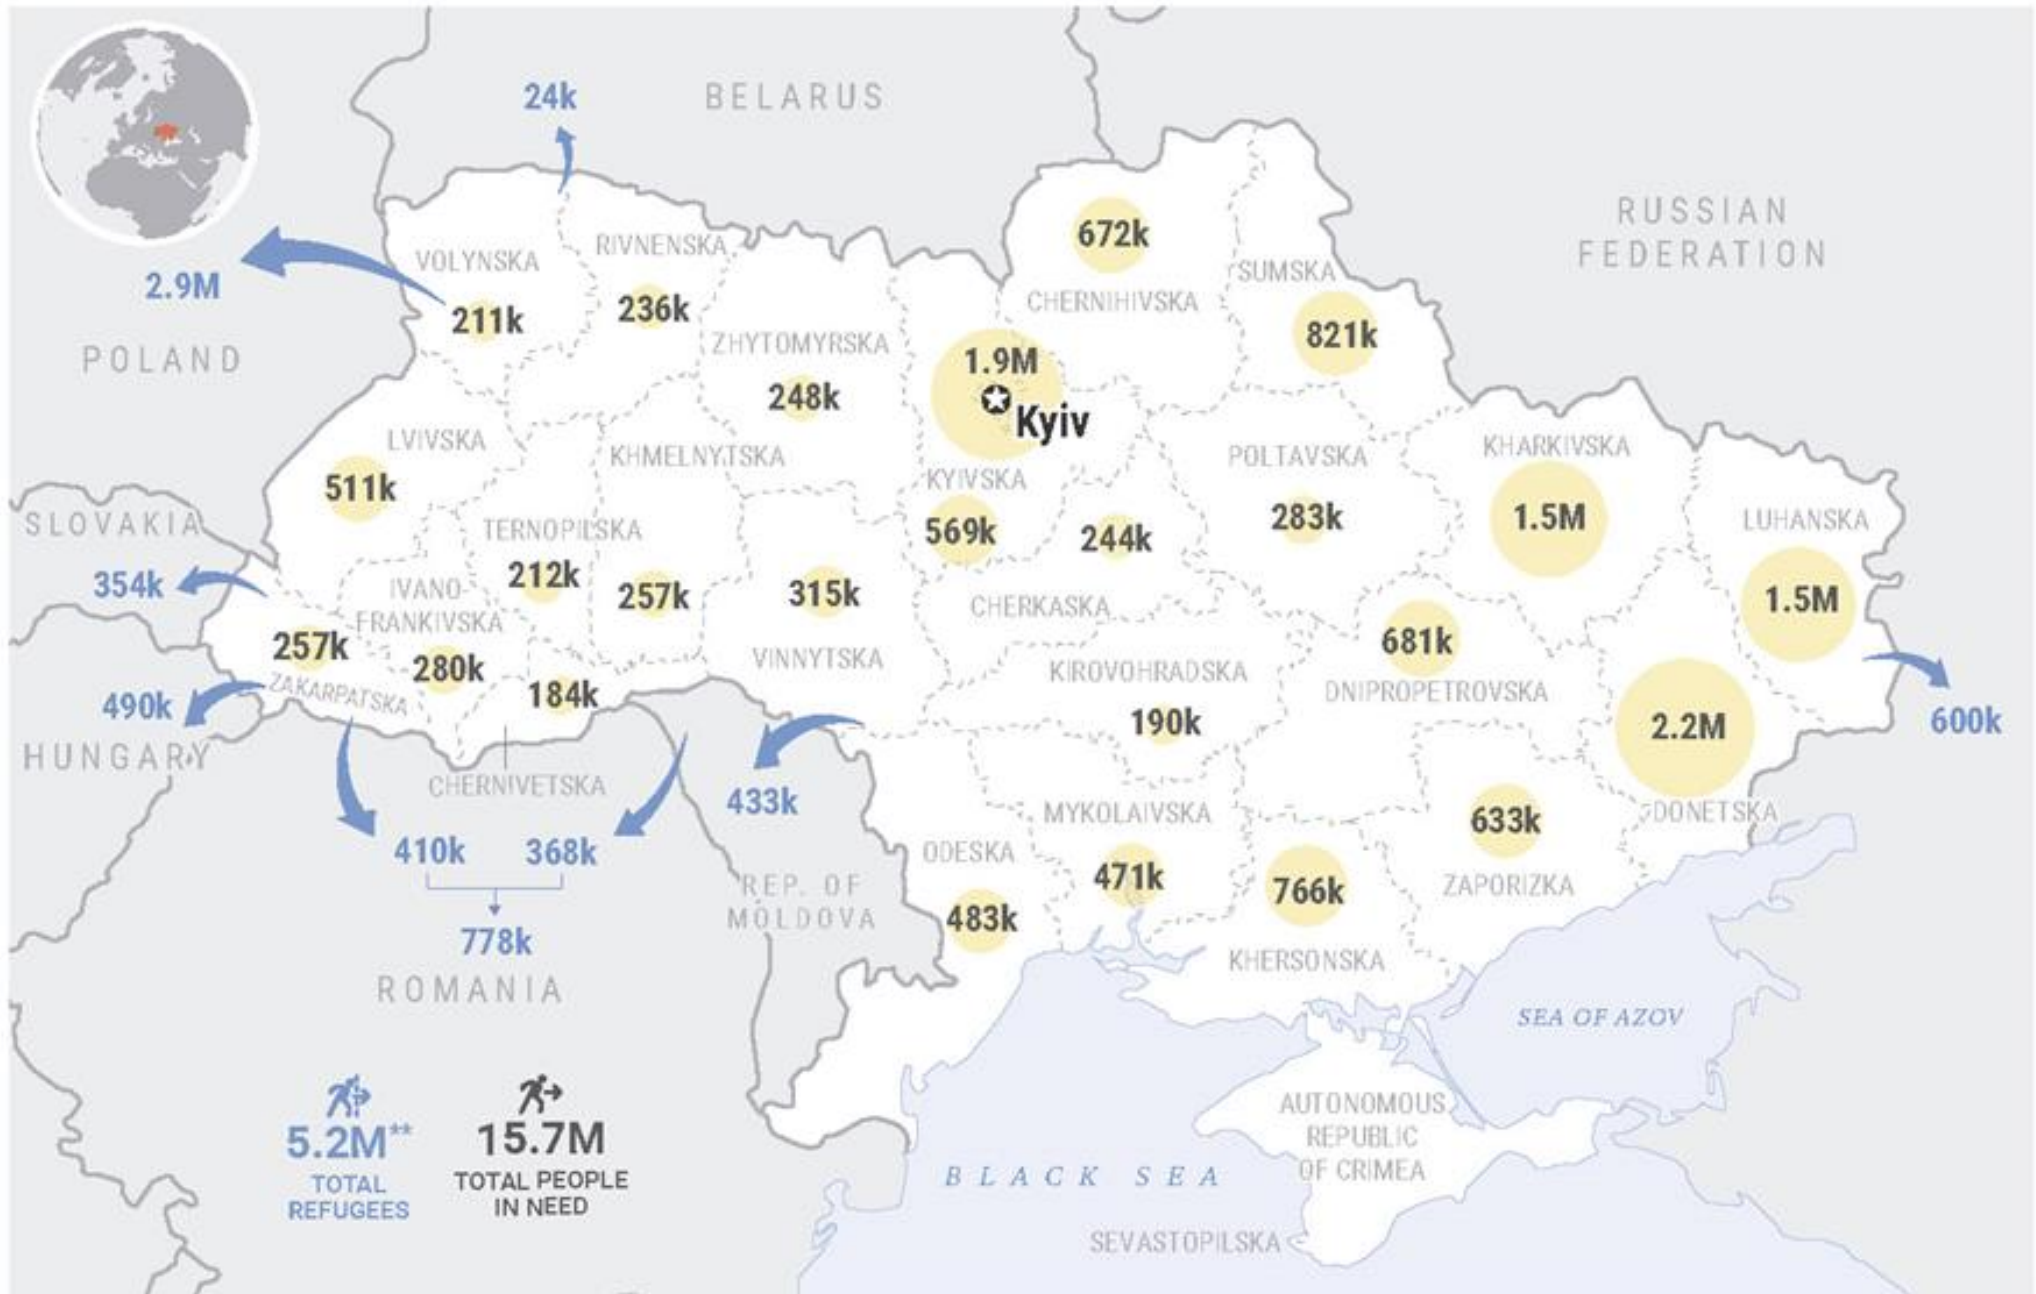 24k
BELARUS
2.9M
POLAND
RUSSIAN
FEDERATION
VOLYNSKA
211k
RIVNENSKA
236k
ZHYTOMYRSKA
248k
672k
CHERNIHIVSKA
SUMSKA
821k
1.9M
Kyiv
KYIVSKA
569k
LVIVSKA
511k
KHMELNYTSKA
257k
TERNOPILSKA
212k
244k
CHERKASKA
POLTAVSKA
283k
KHARKIVSKA
1.5M
LUHANSKA
1.5M
SLOVAKIA
354k
IVANO-
FRANKIVSKA
280k
257k
ZAKARPATSKA
184k
CHERNIVETSKA
315k
VINNYTSKA
KIROVOHRADSKA
190k
681k
DNIPROPETROVSKA
2.2M
DONETSKA
600k
490k
HUNGARY
410k
368k
778k
ROMANIA
433k
REP. OF
MOLDOVA
ODESKA
483k
MYKOLAIVSKA
471k
766k
KHERSONSKA
633k
ZAPORIZKA
SEA OF AZOV
AUTONOMOUS
REPUBLIC
OF CRIMEA
BLACK SEA
SEVASTOPILSKA
5.2M**
TOTAL
REFUGEES
15.7M
TOTAL PEOPLE
IN NEED